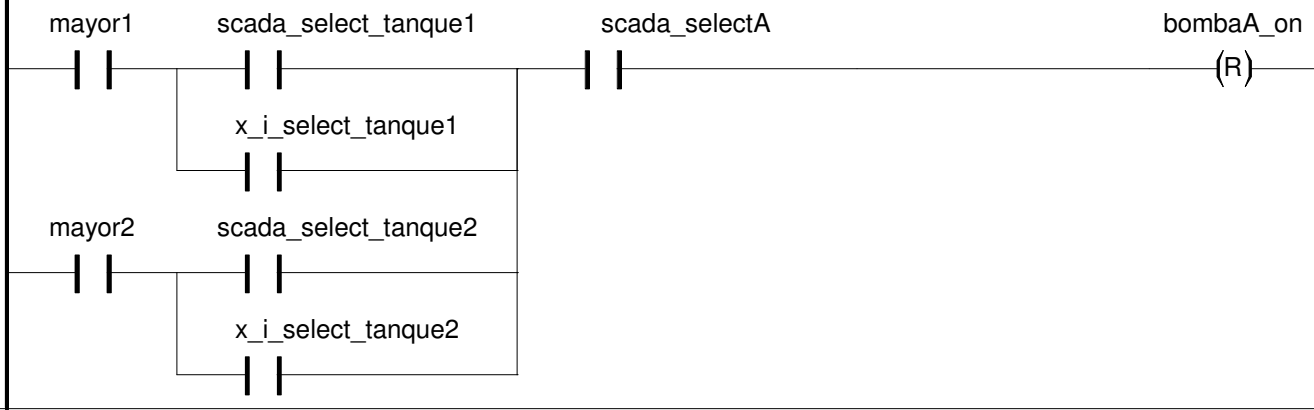 mayor1 scada_select_tanque1 scada_selectA bombaA_on
R
x_i_select_tanque1
mayor2 scada_select_tanque2
x_i_select_tanque2